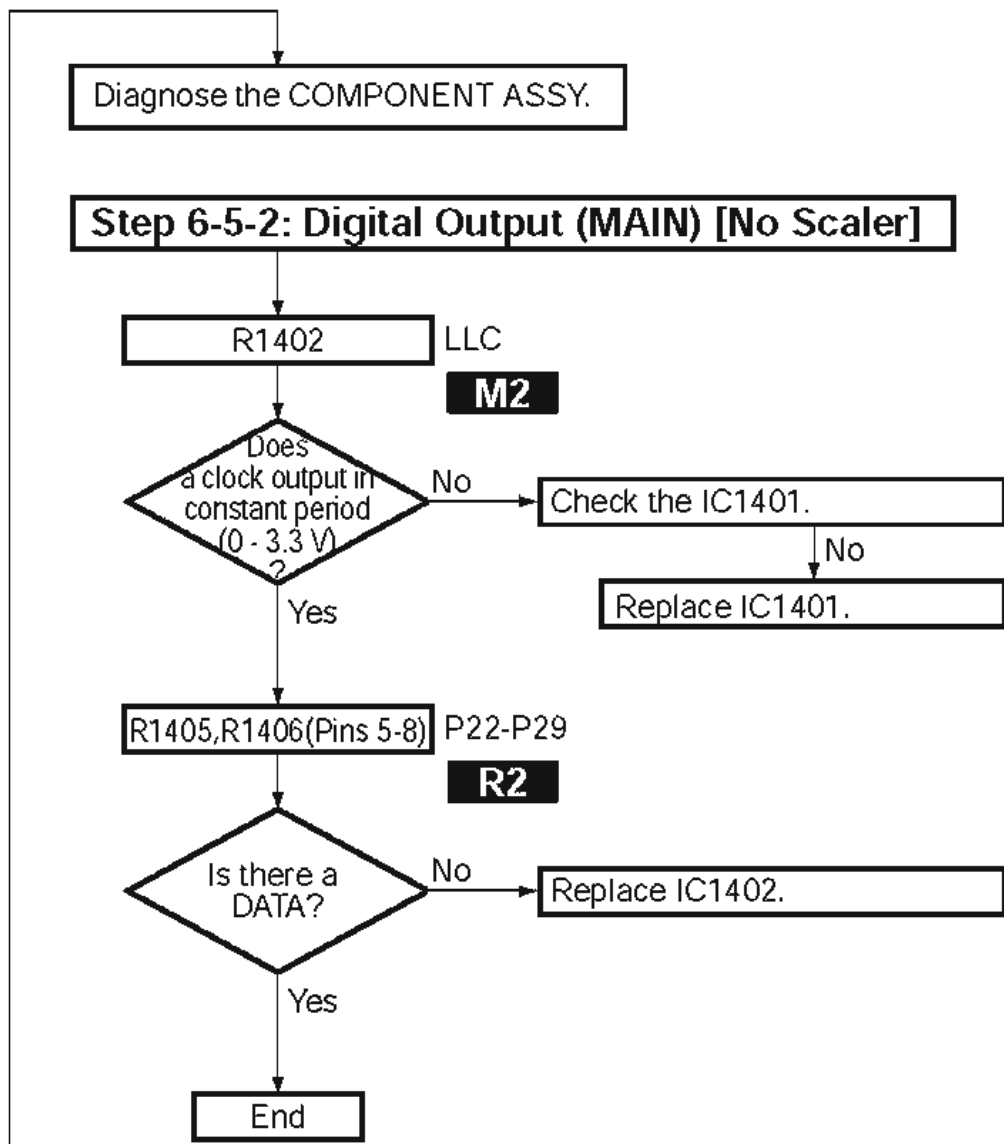 Diagnose the COMPONENT ASSY.
Step 6-5-2: Digital Output (MAIN) [No Scaler]
R1402
LLC
M2
Does
a clock output in
constant period
(0 - 3.3 V)
?
No
Check the IC1401.
No
Replace IC1401.
Yes
R1405,R1406(Pins 5-8)
P22-P29
R2
Is there a
DATA?
No
Replace IC1402.
Yes
End